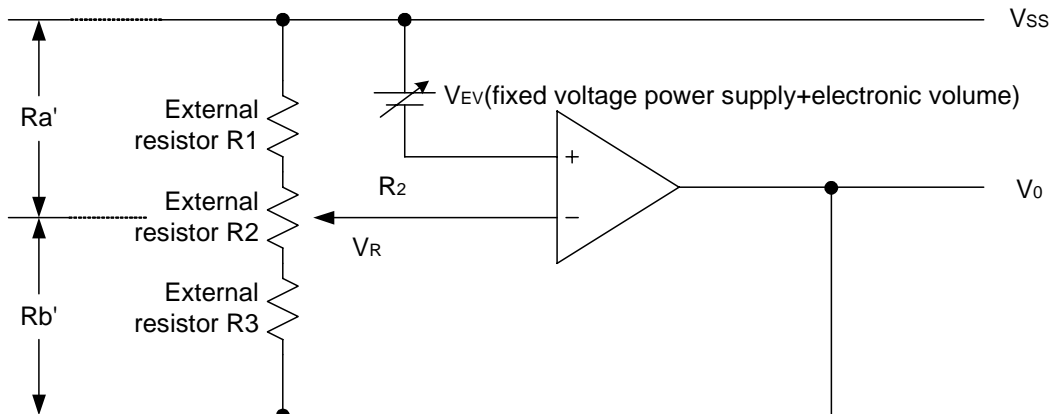 VSS
VEV(fixed voltage power supply+electronic volume)
Ra'
External
resistor R1
+
R2
External
resistor R2
V0
−
VR
External
resistor R3
Rb'